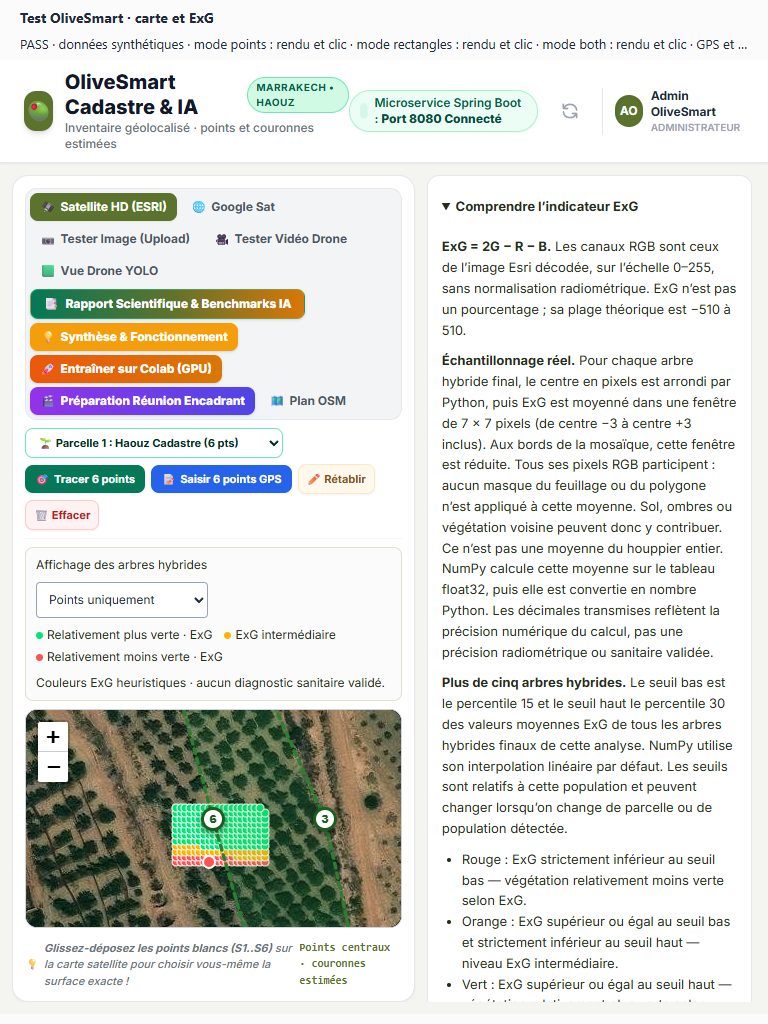 Test OliveSmart · carte et ExG
PASS · données synthétiques · mode points : rendu et clic · mode rectangles : rendu et clic · mode both : rendu et clic · GPS et ...
OliveSmart
Cadastre & IA
MARRAKECH •
HAOUZ
Inventaire géolocalisé · points et couronnes
estimées
Microservice Spring Boot
: Port 8080 Connecté
AO
Admin
OliveSmart
ADMINISTRATEUR
Satellite HD (ESRI)
Google Sat
Tester Image (Upload)
Tester Vidéo Drone
Vue Drone YOLO
Rapport Scientifique & Benchmarks IA
Synthèse & Fonctionnement
Entraîner sur Colab (GPU)
Préparation Réunion Encadrant
Plan OSM
Parcelle 1 : Haouz Cadastre (6 pts)
Tracer 6 points
Saisir 6 points GPS
Rétablir
Effacer
Affichage des arbres hybrides
Points uniquement
Relativement plus verte · ExG
ExG intermédiaire
Relativement moins verte · ExG
Couleurs ExG heuristiques · aucun diagnostic sanitaire validé.
+
−
6
3
Glissez-déposez les points blancs (S1..S6) sur
la carte satellite pour choisir vous-même la
surface exacte !
Points centraux
· couronnes
estimées
▼ Comprendre l’indicateur ExG
ExG = 2G − R − B. Les canaux RGB sont ceux
de l’image Esri décodée, sur l’échelle 0–255,
sans normalisation radiométrique. ExG n’est pas
un pourcentage ; sa plage théorique est −510 à
510.
Échantillonnage réel. Pour chaque arbre
hybride final, le centre en pixels est arrondi par
Python, puis ExG est moyenné dans une fenêtre
de 7 × 7 pixels (de centre −3 à centre +3
inclus). Aux bords de la mosaïque, cette fenêtre
est réduite. Tous ses pixels RGB participent :
aucun masque du feuillage ou du polygone
n’est appliqué à cette moyenne. Sol, ombres ou
végétation voisine peuvent donc y contribuer.
Ce n’est pas une moyenne du houppier entier.
NumPy calcule cette moyenne sur le tableau
float32, puis elle est convertie en nombre
Python. Les décimales transmises reflètent la
précision numérique du calcul, pas une
précision radiométrique ou sanitaire validée.
Plus de cinq arbres hybrides. Le seuil bas est
le percentile 15 et le seuil haut le percentile 30
des valeurs moyennes ExG de tous les arbres
hybrides finaux de cette analyse. NumPy utilise
son interpolation linéaire par défaut. Les seuils
sont relatifs à cette population et peuvent
changer lorsqu’on change de parcelle ou de
population détectée.
• Rouge : ExG strictement inférieur au seuil
bas — végétation relativement moins verte
selon ExG.
• Orange : ExG supérieur ou égal au seuil bas
et strictement inférieur au seuil haut —
niveau ExG intermédiaire.
• Vert : ExG supérieur ou égal au seuil haut —